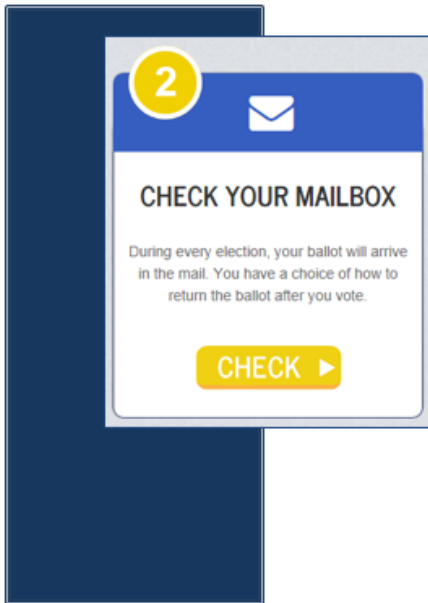 2
CHECK YOUR MAILBOX
During every election, your ballot will arrive
in the mail. You have a choice of how to
return the ballot after you vote.
CHECK